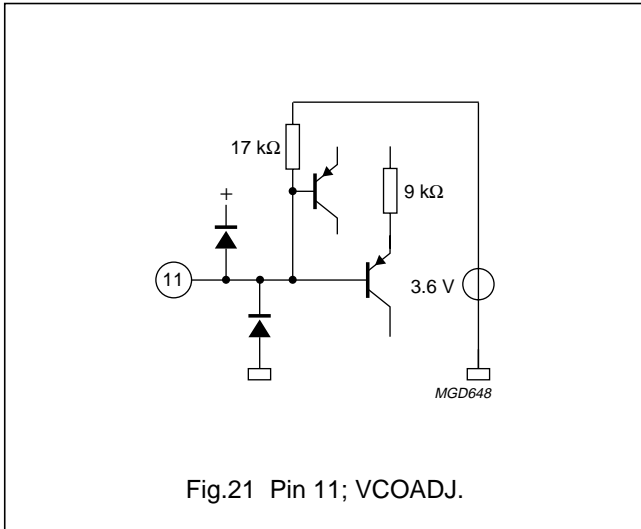 17 kΩ
9 kΩ
+
11
3.6 V
MGD648
Fig.21 Pin 11; VCOADJ.